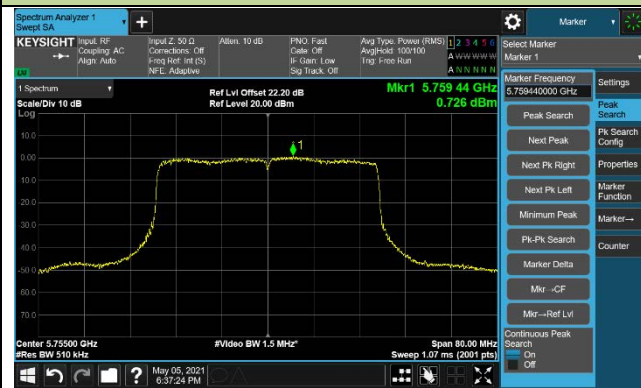 Spectrum Analyzer 1
Swept SA
+
Marker
KEYSIGHT
Input: RF
Coupling: AC
Align: Auto
Input Z: 50 Ω
Corrections: Off
Freq Ref: Int (S)
NFE: Adaptive
Atten: 10 dB
PNO: Fast
Gate: Off
IF Gain: Low
Sig Track: Off
Avg Type: Power (RMS)
Avg|Hold: 100/100
Trig: Free Run
1 2 3 4 5 6
A W W W W W
A N N N N N
LXI
Select Marker
Marker 1
1 Spectrum
Scale/Div 10 dB
Log
Ref Lvl Offset 22.20 dB
Ref Level 20.00 dBm
Mkr1 5.759 44 GHz
0.726 dBm
10.0
0.00
10.0
20.0
30.0
40.0
50.0
60.0
70.0
1
Center 5.75500 GHz
#Res BW 510 kHz
#Video BW 1.5 MHz*
Span 80.00 MHz
Sweep 1.07 ms (2001 pts)
Marker Frequency
5.759440000 GHz
Peak Search
Next Peak
Next Pk Right
Next Pk Left
Minimum Peak
Pk-Pk Search
Marker Delta
Mkr→CF
Mkr→Ref Lvl
Continuous Peak
Search
On
Off
Settings
Peak
Search
Pk Search
Config
Properties
Marker
Function
Marker→
Counter
?
May 05, 2021
6:37:24 PM